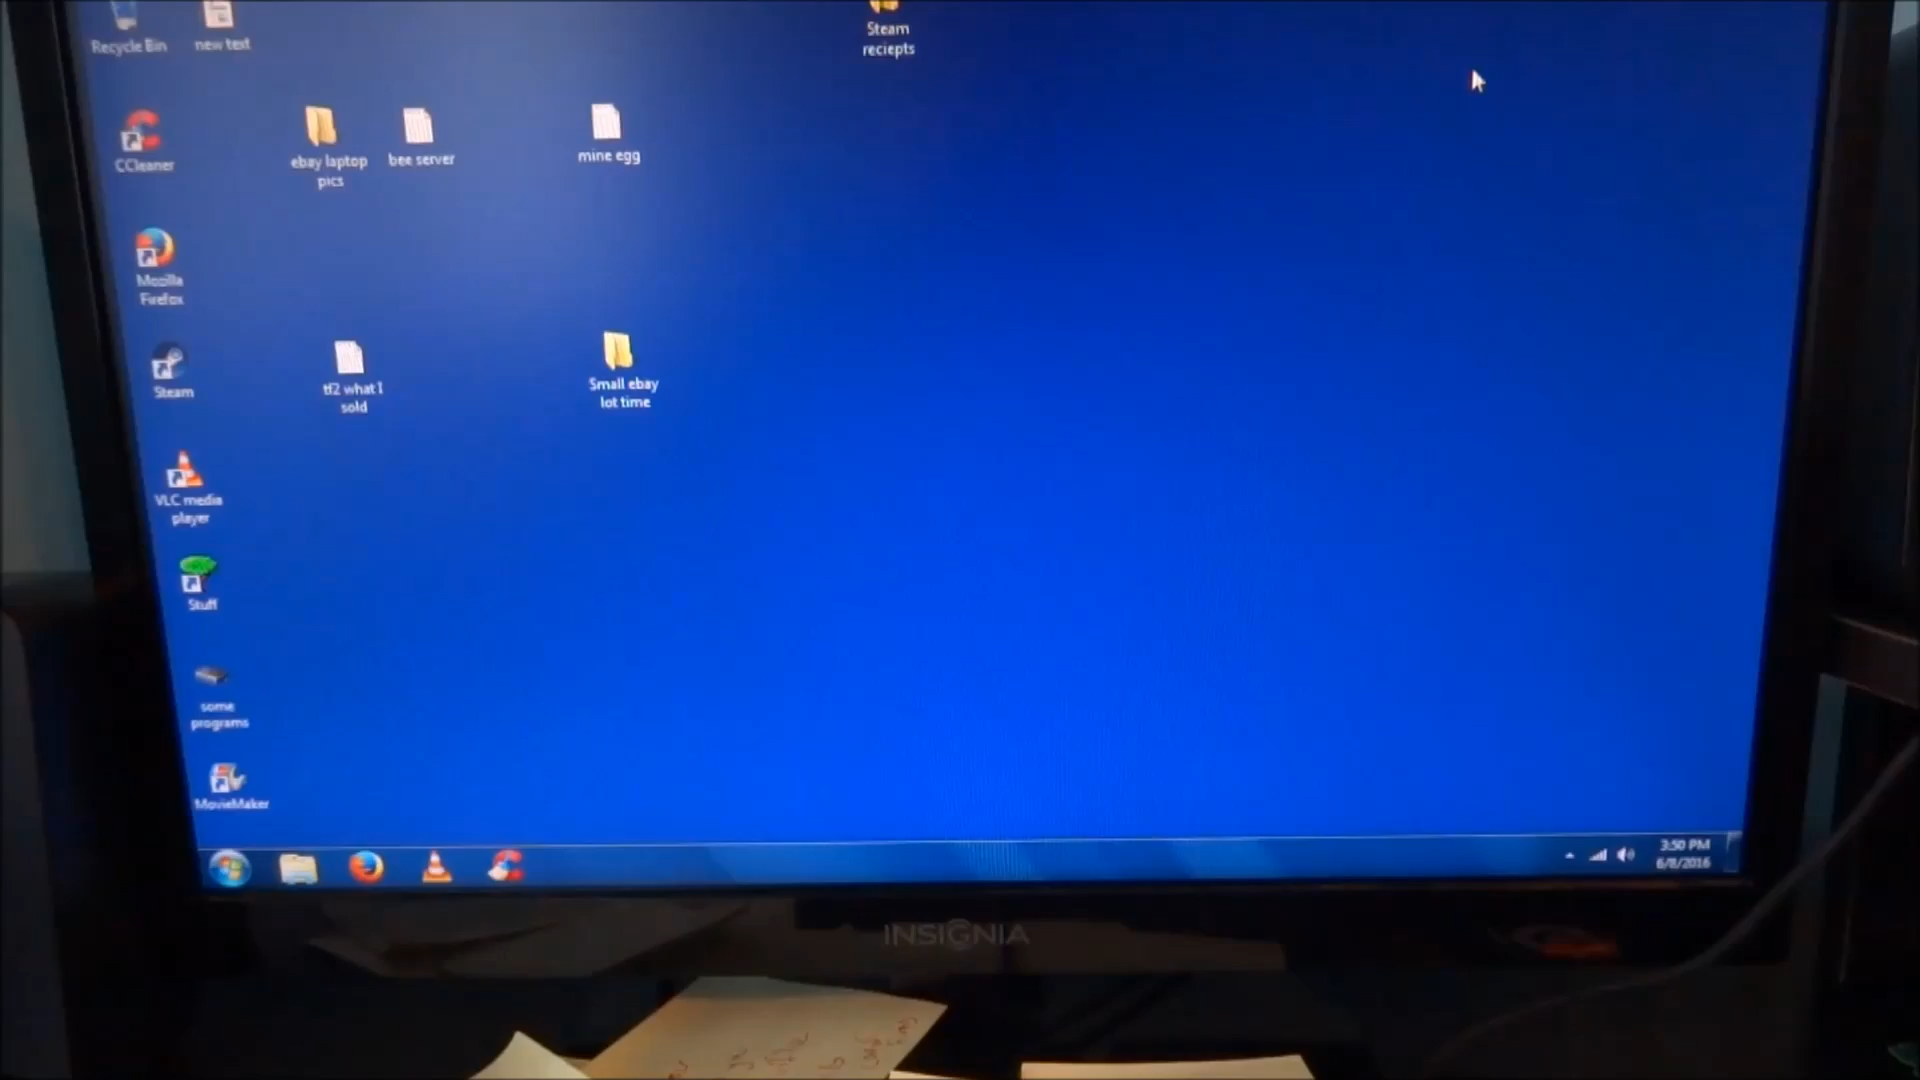 Recycle Bin
new text
Steam
reciepts
CCleaner
ebay laptop
pics
bee server
mine egg
Mozilla
Firefox
Steam
tf2 what I
sold
Small ebay
lot time
VLC media
player
Stuff
some
programs
MovieMaker
3:50 PM
6/8/2016
INSIGNIA